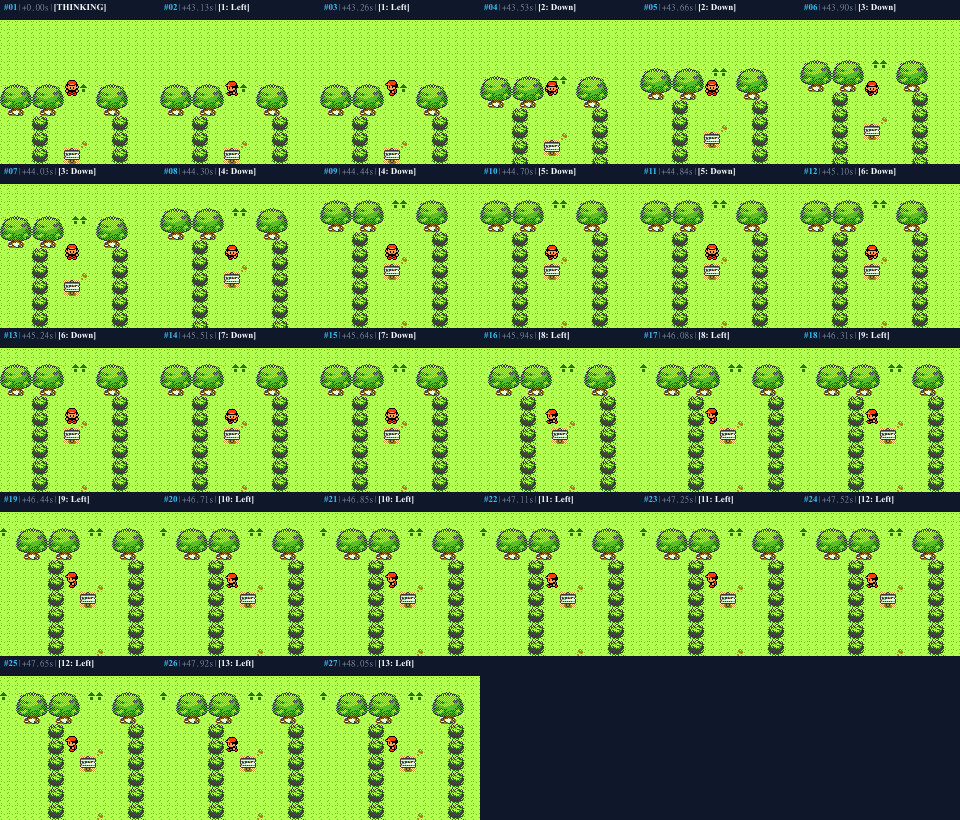 #01|+0.00s|[THINKING]
#02|+43.13s|[1: Left]
#03|+43.26s|[1: Left]
#04|+43.53s|[2: Down]
#05|+43.66s|[2: Down]
#06|+43.90s|[3: Down]
#07|+44.03s|[3: Down]
#08|+44.30s|[4: Down]
#09|+44.44s|[4: Down]
#10|+44.70s|[5: Down]
#11|+44.84s|[5: Down]
#12|+45.10s|[6: Down]
#13|+45.24s|[6: Down]
#14|+45.51s|[7: Down]
#15|+45.64s|[7: Down]
#16|+45.94s|[8: Left]
#17|+46.08s|[8: Left]
#18|+46.31s|[9: Left]
#19|+46.44s|[9: Left]
#20|+46.71s|[10: Left]
#21|+46.85s|[10: Left]
#22|+47.11s|[11: Left]
#23|+47.25s|[11: Left]
#24|+47.52s|[12: Left]
#25|+47.65s|[12: Left]
#26|+47.92s|[13: Left]
#27|+48.05s|[13: Left]